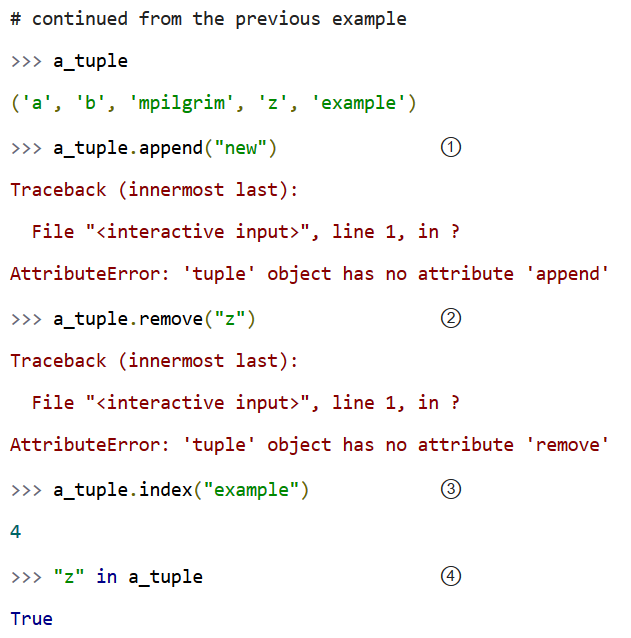 # continued from the previous example
>>> a_tuple
('a', 'b', 'mpilgrim', 'z', 'example')
>>> a_tuple.append("new") ①
Traceback (innermost last):
  File "<interactive input>", line 1, in ?
AttributeError: 'tuple' object has no attribute 'append'
>>> a_tuple.remove("z") ②
Traceback (innermost last):
  File "<interactive input>", line 1, in ?
AttributeError: 'tuple' object has no attribute 'remove'
>>> a_tuple.index("example") ③
4
>>> "z" in a_tuple ④
True